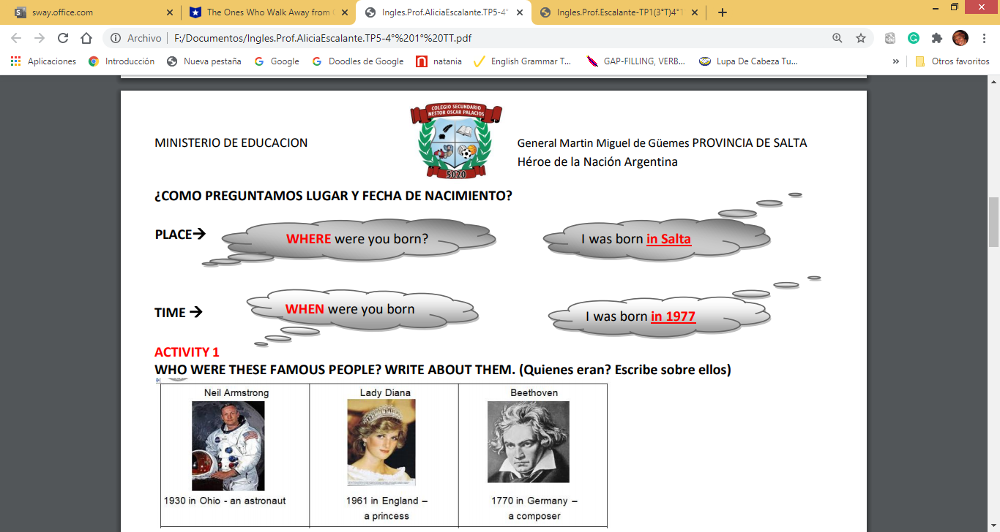 sway.office.com
The Ones Who Walk Away from
Ingles.Prof.AliciaEscalante.TP5-4°
Ingles.Prof.Escalante-TP1(3°T)4°1
Archivo
F:/Documentos/Ingles.Prof.AliciaEscalante.TP5-4°%201°%20TT.pdf
Aplicaciones
Introducción
Nueva pestaña
Google
Doodles de Google
natania
English Grammar T...
GAP-FILLING, VERB...
Lupa De Cabeza Tu...
»
Otros favoritos
COLEGIO SECUNDARIO
NESTOR OSCAR PALACIOS
5020
MINISTERIO DE EDUCACION
General Martin Miguel de Güemes PROVINCIA DE SALTA
Héroe de la Nación Argentina
¿COMO PREGUNTAMOS LUGAR Y FECHA DE NACIMIENTO?
PLACE→
WHERE were you born?
I was born in Salta
TIME →
WHEN were you born
I was born in 1977
ACTIVITY 1
WHO WERE THESE FAMOUS PEOPLE? WRITE ABOUT THEM. (Quienes eran? Escribe sobre ellos)
Neil Armstrong
1930 in Ohio - an astronaut
Lady Diana
1961 in England –
a princess
Beethoven
1770 in Germany –
a composer